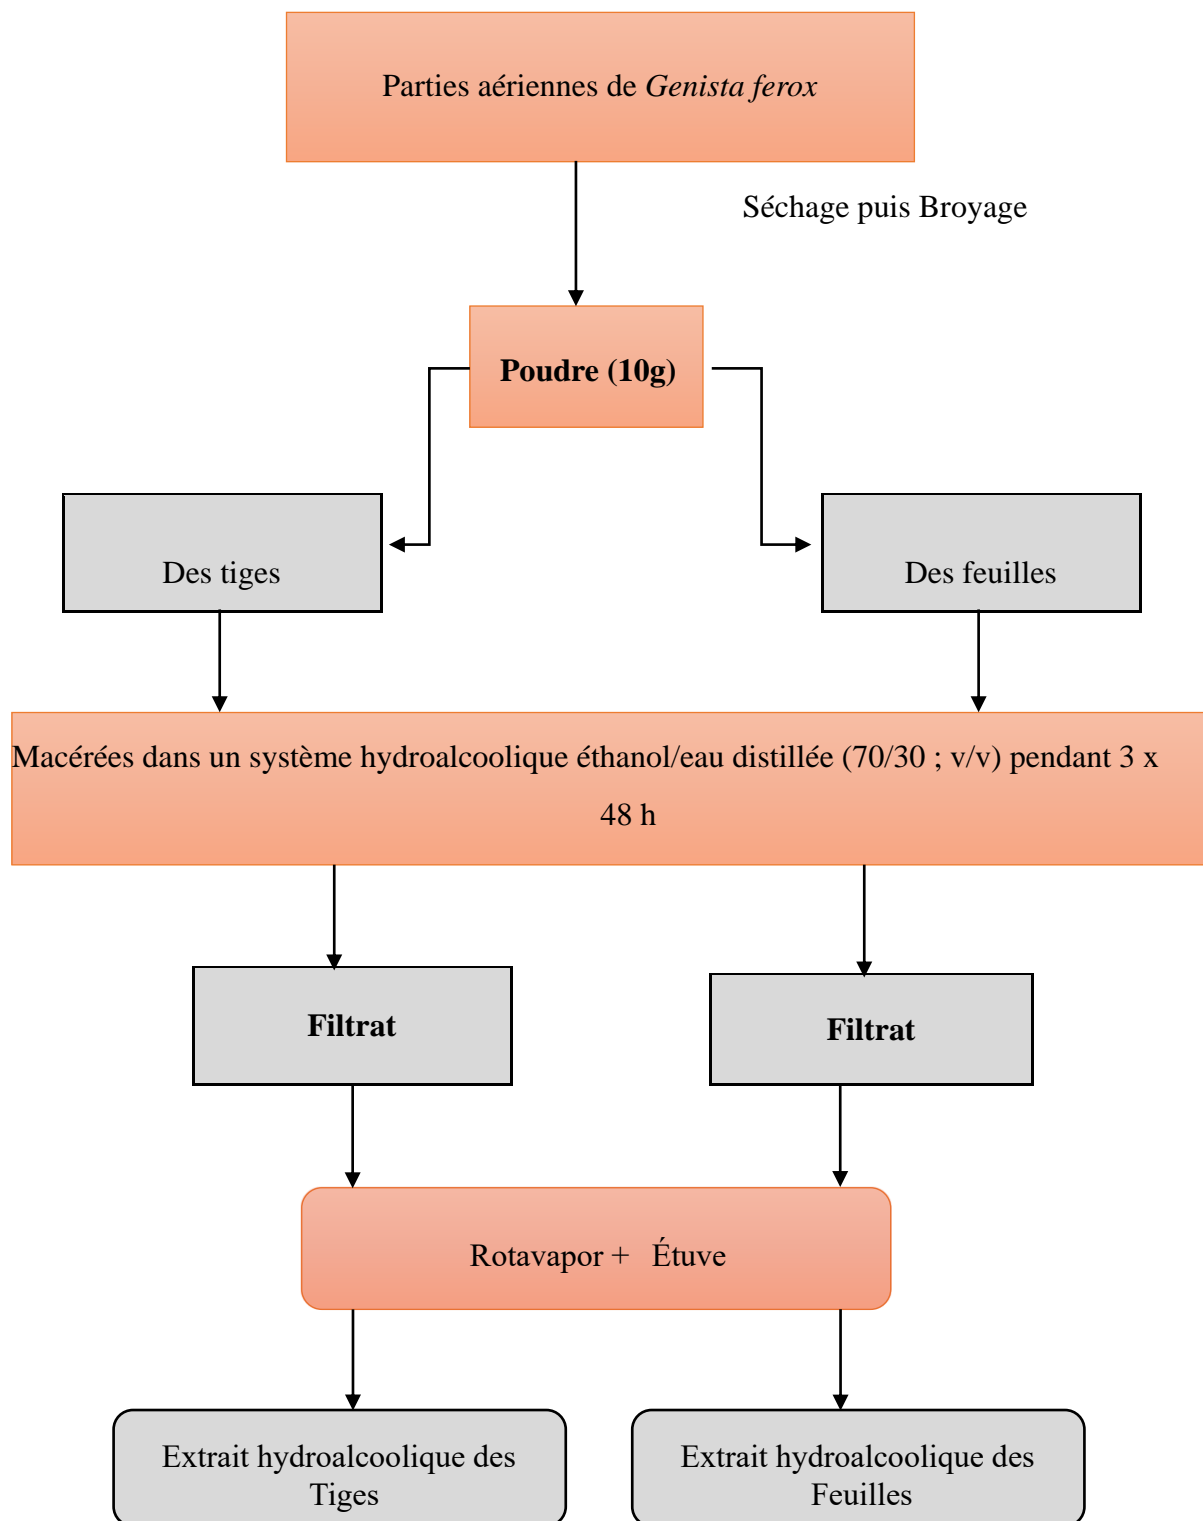 Parties aériennes de Genista ferox
Séchage puis Broyage
Poudre (10g)
Des tiges
Des feuilles
Macérées dans un système hydroalcoolique éthanol/eau distillée (70/30 ; v/v) pendant 3 x
48 h
Filtrat
Filtrat
Rotavapor + Étuve
Extrait hydroalcoolique des
Tiges
Extrait hydroalcoolique des
Feuilles